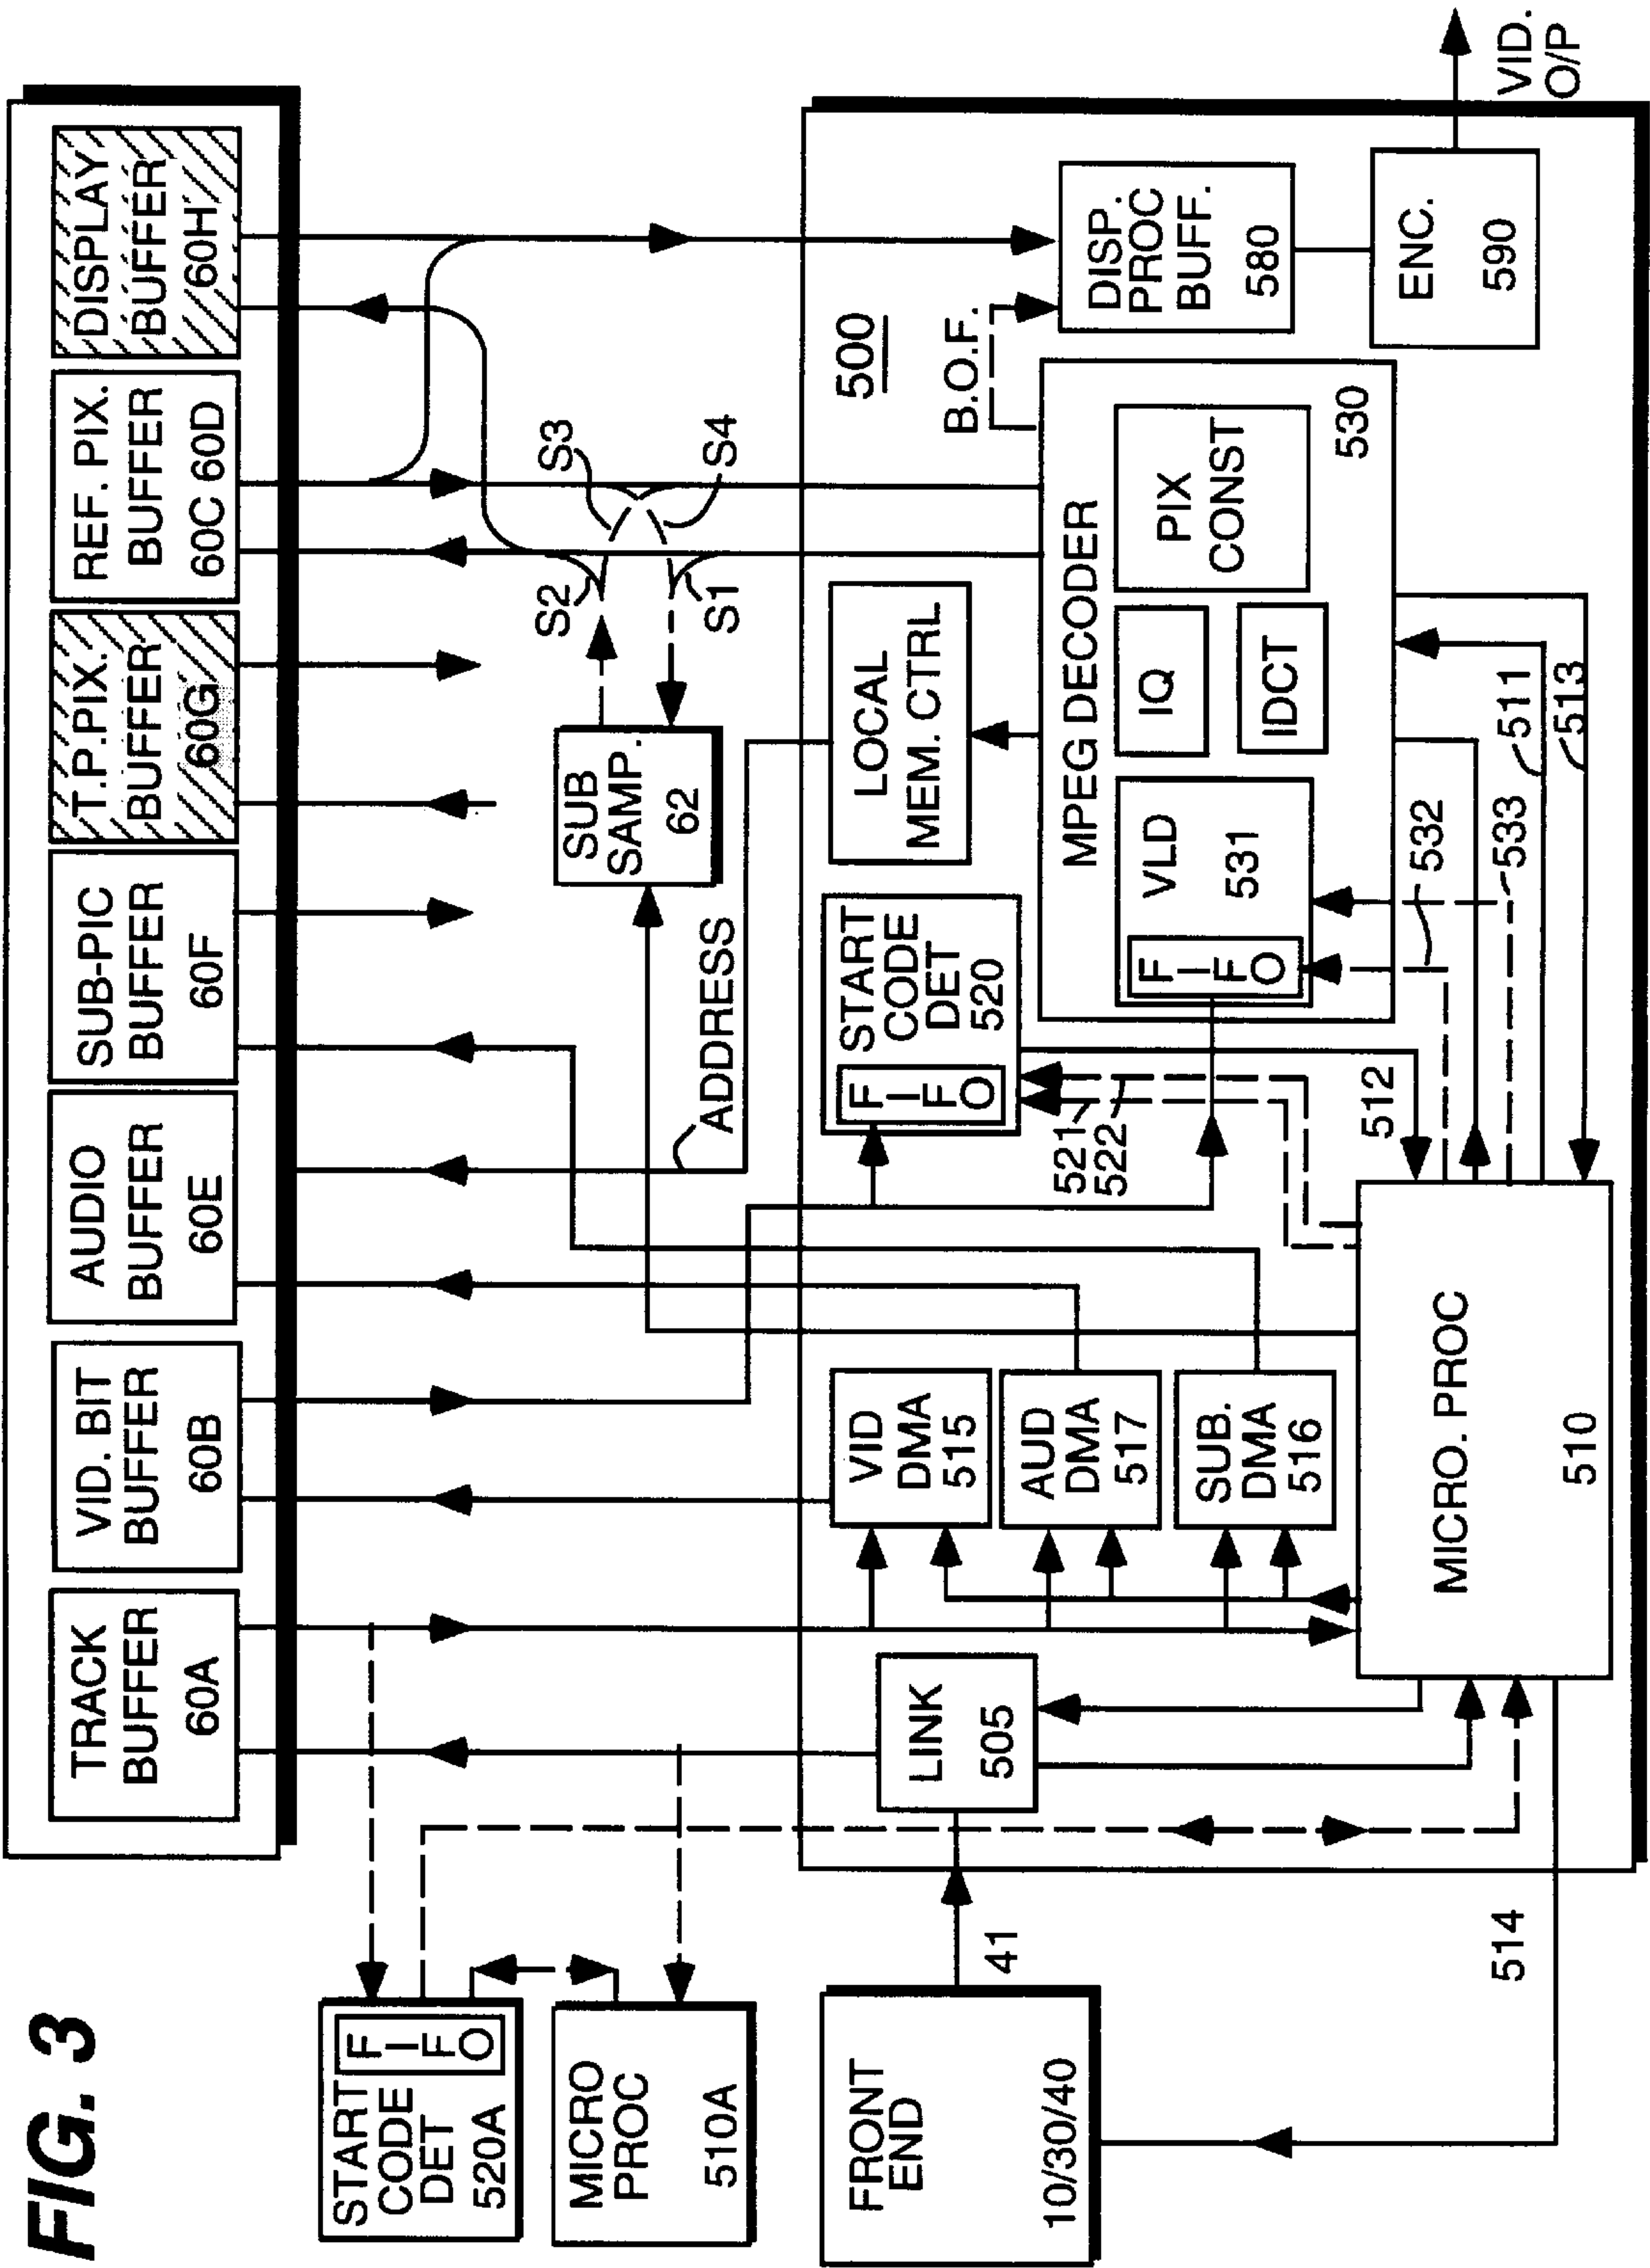 FIG. 3
TRACK
BUFFER
60A
VID. BIT
BUFFER
60B
AUDIO
BUFFER
60E
SUB-PIC
BUFFER
60F
T.P.PIX.
BUFFER
60G
REF. PIX.
BUFFER
60C 60D
DISPLAY
BUFFER
60H
START
CODE
DET
520A
FIFO
MICRO
PROC
510A
ADDRESS
SUB
SAMP.
62
S2
S1
S3
S4
FRONT
END
10/30/40
41
514
500
LINK
505
VID
DMA
515
AUD
DMA
517
SUB.
DMA
516
START
CODE
DET
520
FIFO
521
522
512
LOCAL
MEM. CTRL
MPEG DECODER
VLD
531
FIFO
IQ
IDCT
PIX
CONST
530
B.O.F.
DISP.
PROC
BUFF.
580
ENC.
590
VID.
O/P
532
533
511
513
MICRO. PROC
510